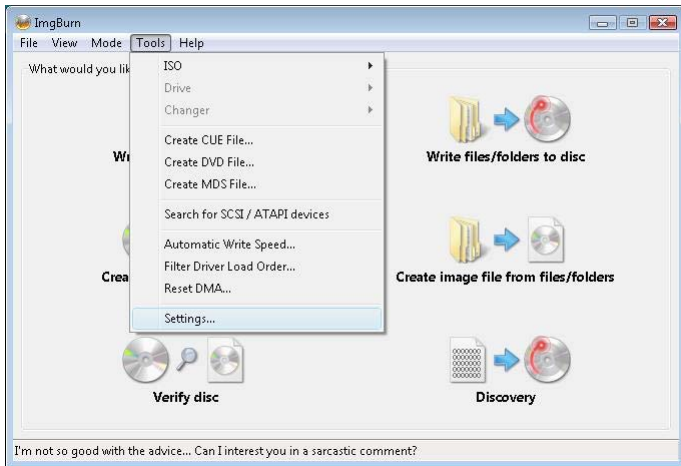 ImgBurn
File View Mode Tools Help
What would you lik
ISO
Drive
Changer
Create CUE File...
Create DVD File...
Create MDS File...
Search for SCSI / ATAPI devices
Automatic Write Speed...
Filter Driver Load Order...
Reset DMA...
Settings...
Wr
Write files/folders to disc
Crea
Create image file from files/folders
Verify disc
Discovery
I'm not so good with the advice... Can I interest you in a sarcastic comment?